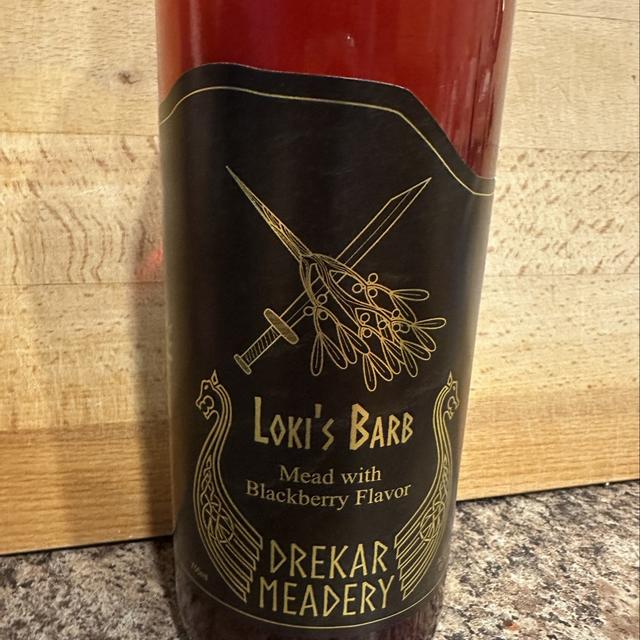 Loki's Barb
Mead with
Blackberry Flavor
DREKAR
MEADERY